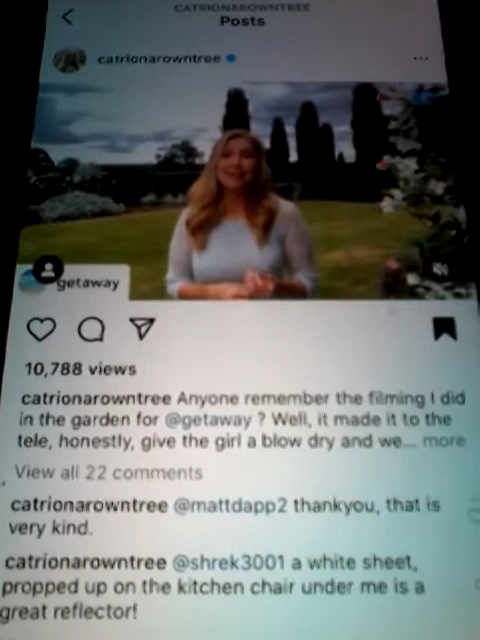 CATRIONAROWNTREE
Posts
catrionarowntree
getaway
10,788 views
catrionarowntree Anyone remember the filming I did
in the garden for @getaway ? Well, it made it to the
tele, honestly, give the girl a blow dry and we... more
View all 22 comments
catrionarowntree @mattdapp2 thankyou, that is
very kind.
catrionarowntree @shrek3001 a white sheet,
propped up on the kitchen chair under me is a
great reflector!